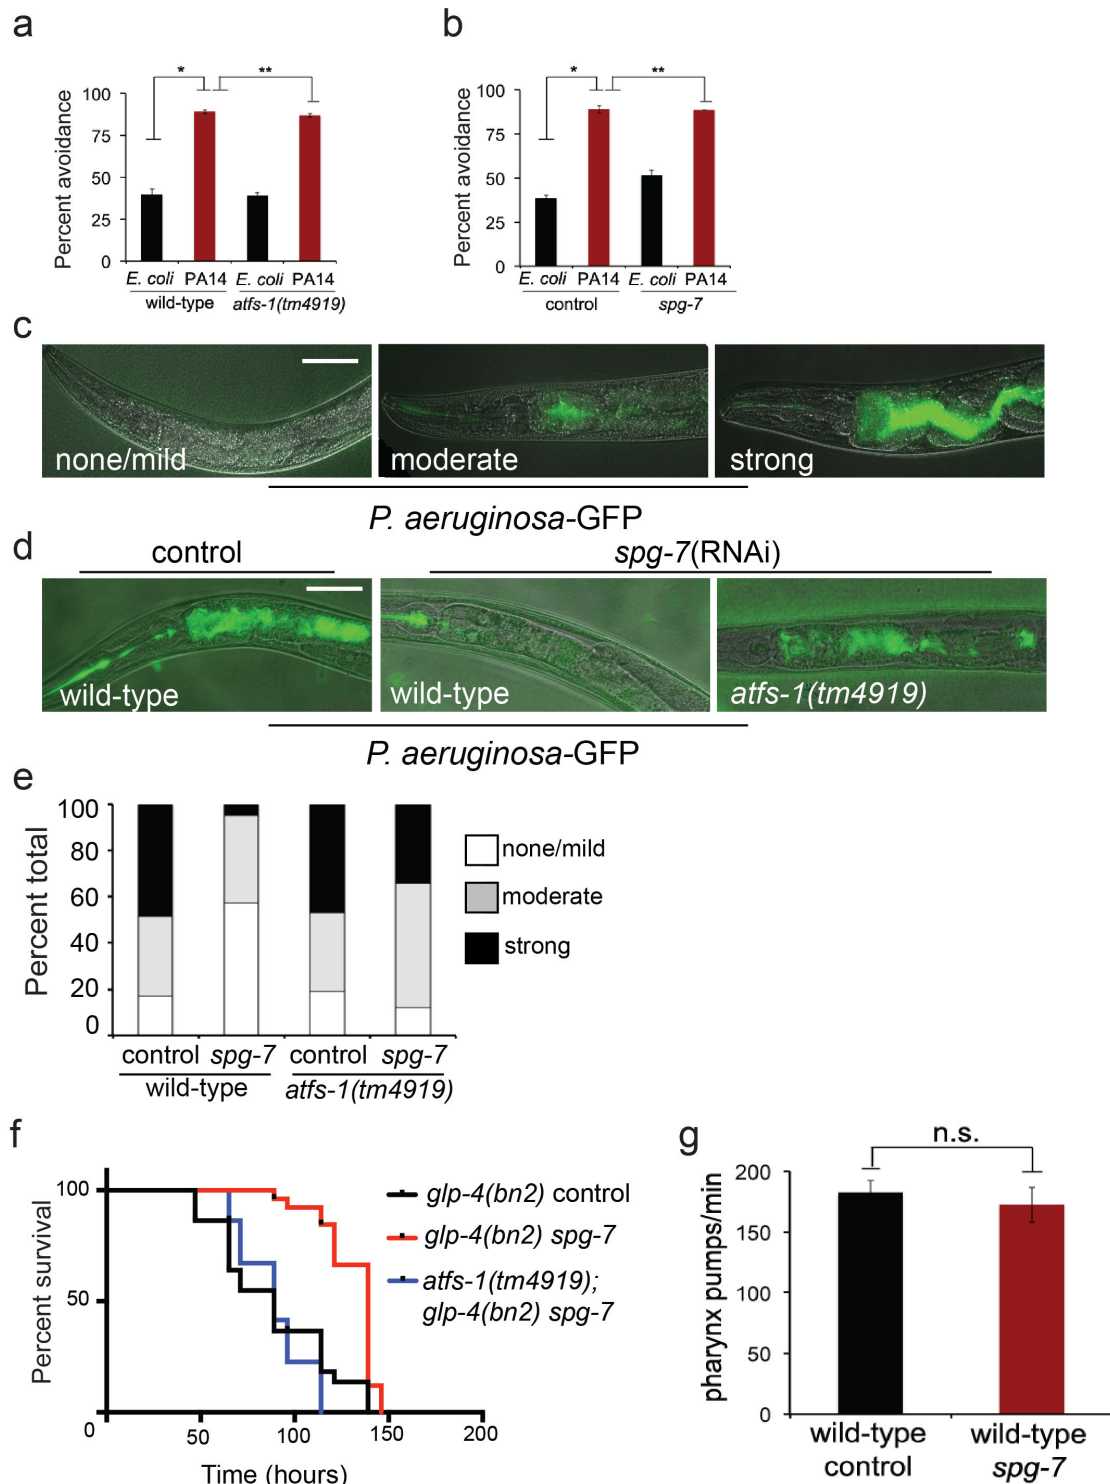 a
* **
Percent avoidance
100
75
50
25
0
E. coli PA14 E. coli PA14
wild-type atfs-1(tm4919)
b
* **
Percent avoidance
100
75
50
25
0
E. coli PA14 E. coli PA14
control spg-7
c
none/mild moderate strong
P. aeruginosa-GFP
d
control spg-7(RNAi)
wild-type wild-type atfs-1(tm4919)
P. aeruginosa-GFP
e
Percent total
100
80
60
40
20
0
control spg-7 control spg-7
wild-type atfs-1(tm4919)
none/mild
moderate
strong
f
Percent survival
100
50
0 50 100 150 200
Time (hours)
glp-4(bn2) control
glp-4(bn2) spg-7
atfs-1(tm4919);
glp-4(bn2) spg-7
g
n.s.
pharynx pumps/min
200
150
100
50
0
wild-type wild-type
control spg-7